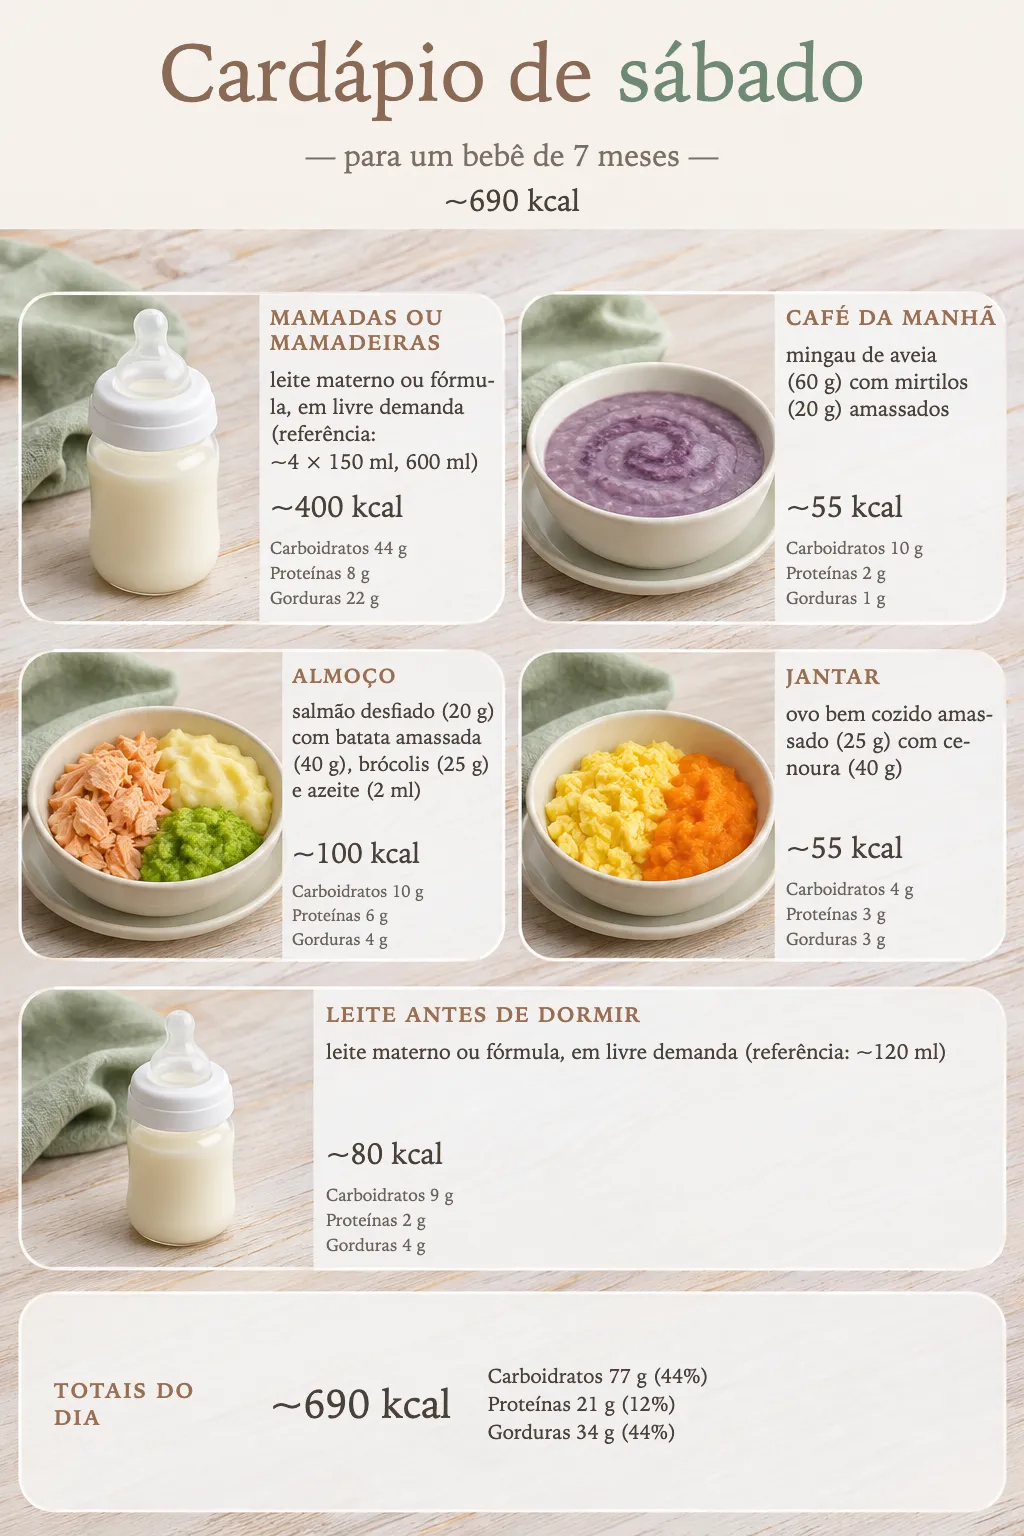 Cardápio de sábado
— para um bebê de 7 meses —
~690 kcal
MAMADAS OU
MAMADEIRAS
leite materno ou fórmu-
la, em livre demanda
(referência:
~4 × 150 ml, 600 ml)
~400 kcal
Carboidratos 44 g
Proteínas 8 g
Gorduras 22 g
CAFÉ DA MANHÃ
mingau de aveia
(60 g) com mirtilos
(20 g) amassados
~55 kcal
Carboidratos 10 g
Proteínas 2 g
Gorduras 1 g
ALMOÇO
salmão desfiado (20 g)
com batata amassada
(40 g), brócolis (25 g)
e azeite (2 ml)
~100 kcal
Carboidratos 10 g
Proteínas 6 g
Gorduras 4 g
JANTAR
ovo bem cozido amas-
sado (25 g) com ce-
noura (40 g)
~55 kcal
Carboidratos 4 g
Proteínas 3 g
Gorduras 3 g
LEITE ANTES DE DORMIR
leite materno ou fórmula, em livre demanda (referência: ~120 ml)
~80 kcal
Carboidratos 9 g
Proteínas 2 g
Gorduras 4 g
TOTAIS DO
DIA
~690 kcal
Carboidratos 77 g (44%)
Proteínas 21 g (12%)
Gorduras 34 g (44%)